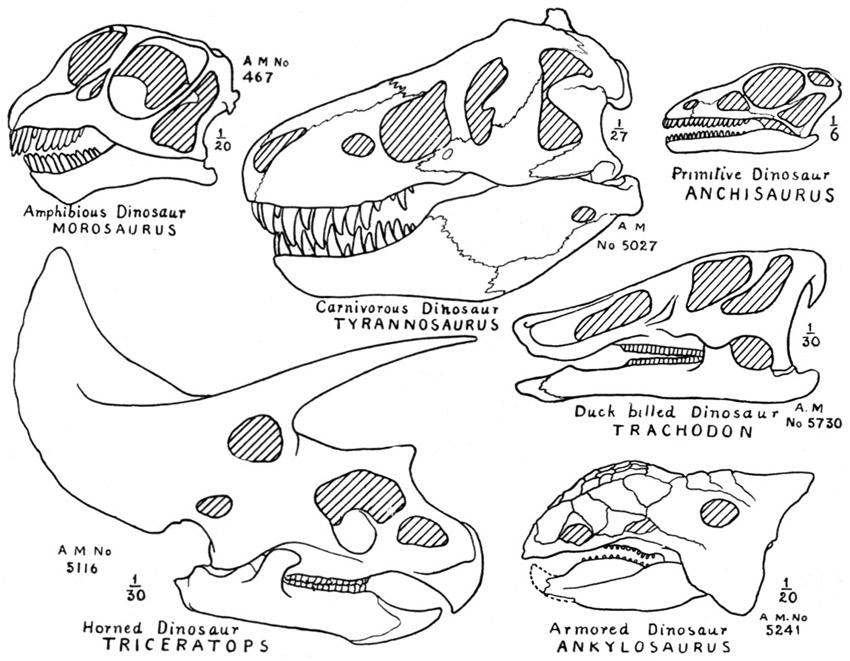 A M No
467
1
20
Amphibious Dinosaur
MOROSAURUS
1
27
A M
No 5027
Carnivorous Dinosaur
TYRANNOSAURUS
1
6
Primitive Dinosaur
ANCHISAURUS
1
30
Duck billed Dinosaur
TRACHODON
A. M
No 5730
A M No
5116
1
30
Horned Dinosaur
TRICERATOPS
1
20
A M. No
5241
Armored Dinosaur
ANKYLOSAURUS